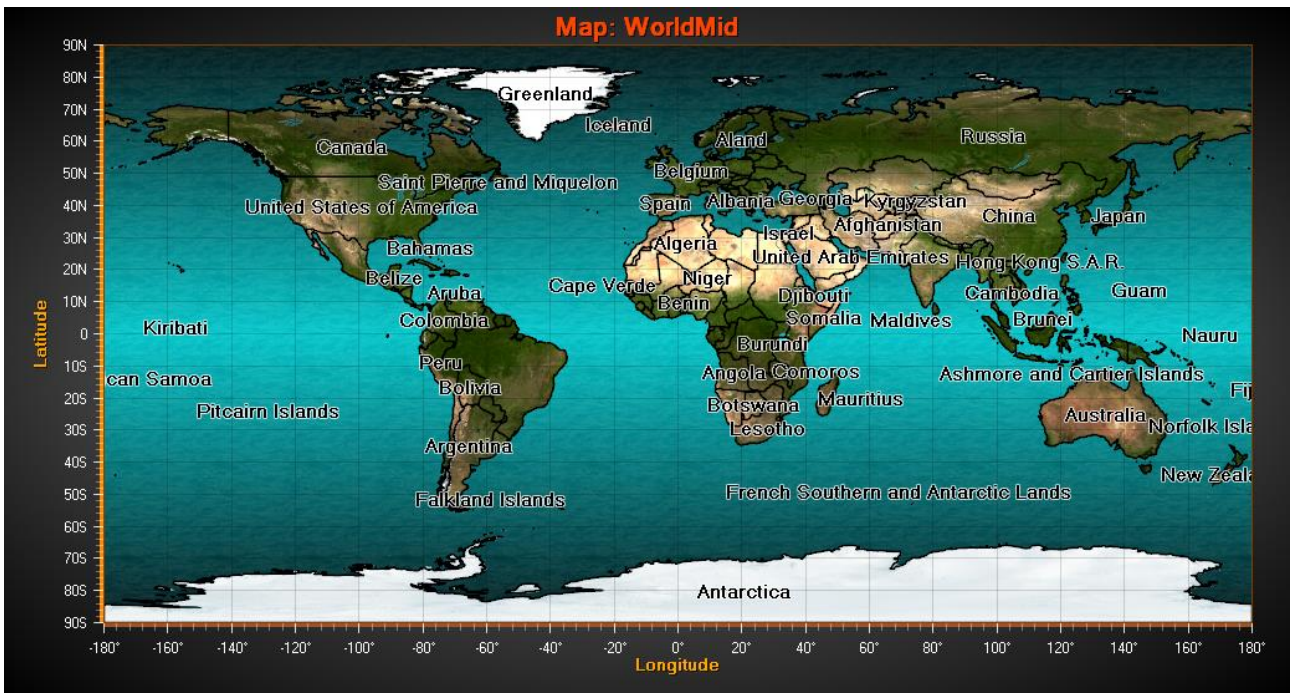 Map: WorldMid
90N
80N
Greenland
70N
Iceland
60N
Canada
Aland
Russia
50N
Saint Pierre and Miquelon
Belgium
40N
United States of America
Spain
Albania
Georgia
Kyrgyzstan
China
Japan
30N
Bahamas
Algeria
Israel
Afghanistan
United Arab Emirates
Hong Kong S.A.R.
20N
Belize
Cape Verde
Niger
10N
Aruba
Benin
Djibouti
Cambodia
Guam
0
Kiribati
Colombia
Somalia
Maldives
Brunei
Nauru
Burundi
10S
Peru
can Samoa
Bolivia
Angola
Comoros
Ashmore and Cartier Islands
Fij
20S
Pitcairn Islands
Botswana
Mauritius
Australia
30S
Lesotho
Norfolk Isla
Argentina
40S
New Zeala
50S
Falkland Islands
French Southern and Antarctic Lands
60S
70S
80S
Antarctica
90S
Latitude
-180° -160° -140° -120° -100° -80° -60° -40° -20° 0° 20° 40° 60° 80° 100° 120° 140° 160° 180°
Longitude